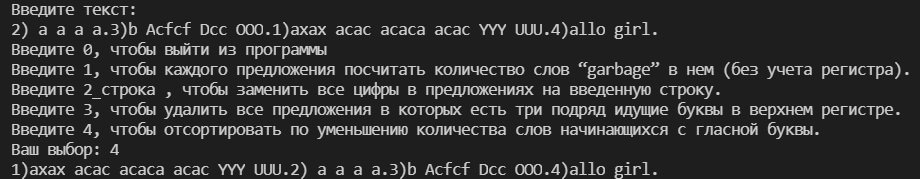 Введите текст:
2) a a a a.3)b Acfcf Dcc OOO.1)axax acac acaca acac YYY UUU.4)allo girl.
Введите 0, чтобы выйти из программы
Введите 1, чтобы каждого предложения посчитать количество слов “garbage” в нем (без учета регистра).
Введите 2_строка , чтобы заменить все цифры в предложениях на введенную строку.
Введите 3, чтобы удалить все предложения в которых есть три подряд идущие буквы в верхнем регистре.
Введите 4, чтобы отсортировать по уменьшению количества слов начинающихся с гласной буквы.
Ваш выбор: 4
1)axax acac acaca acac YYY UUU.2) a a a a.3)b Acfcf Dcc OOO.4)allo girl.